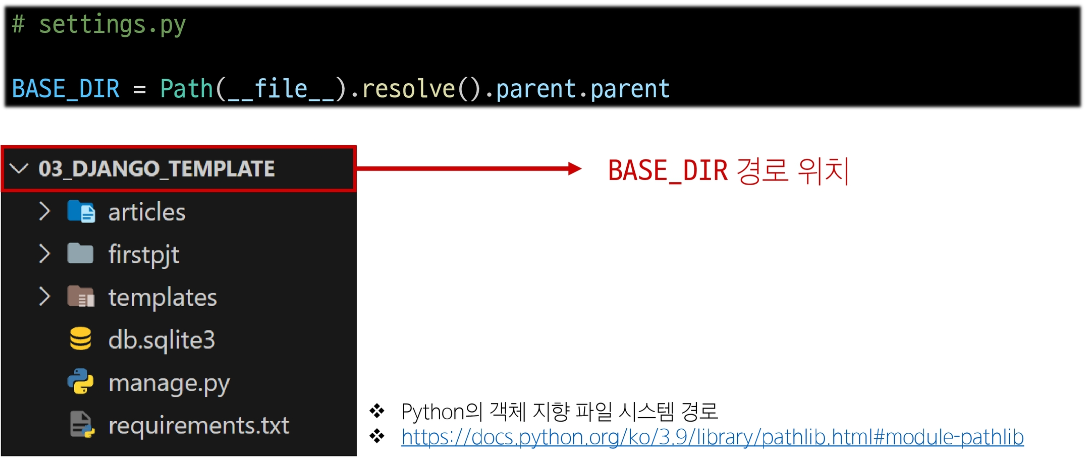 # settings.py
BASE_DIR = Path(__file__).resolve().parent.parent
03_DJANGO_TEMPLATE
BASE_DIR 경로 위치
articles
firstpjt
templates
db.sqlite3
manage.py
requirements.txt
❖ Python의 객체 지향 파일 시스템 경로
❖ https://docs.python.org/ko/3.9/library/pathlib.html#module-pathlib